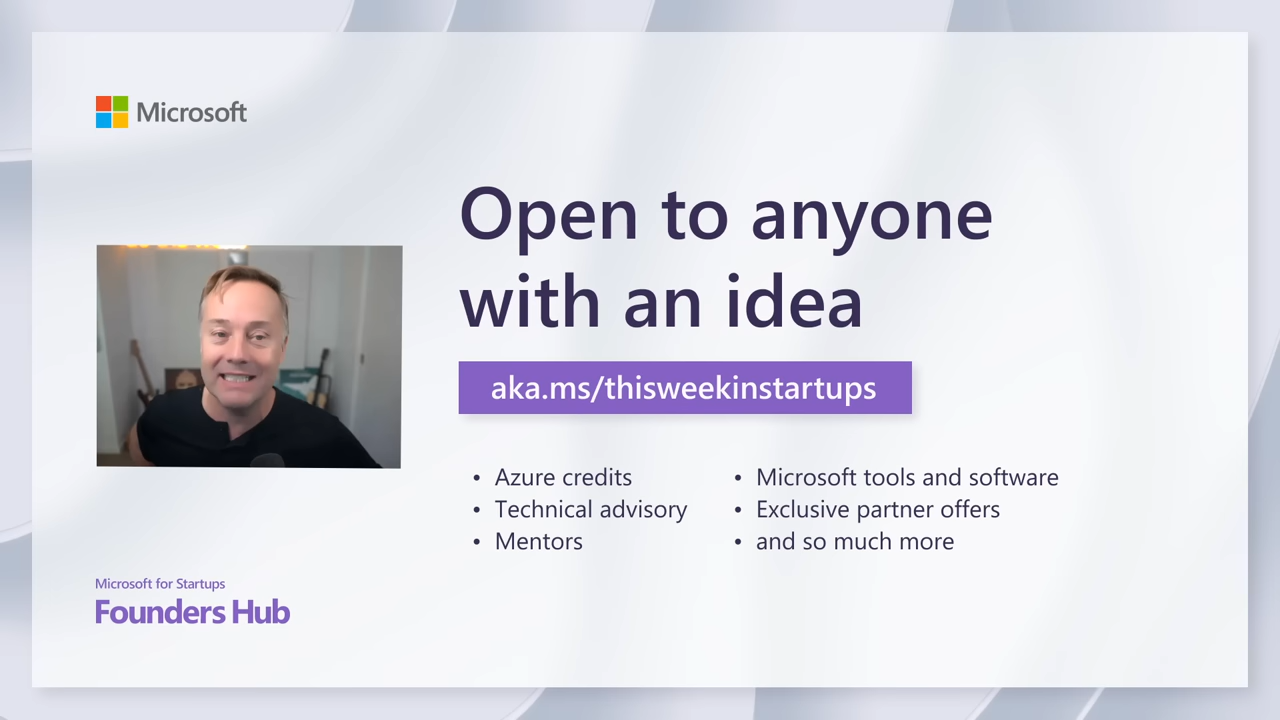 Microsoft
Open to anyone
with an idea
aka.ms/thisweekinstartups
• Azure credits
• Technical advisory
• Mentors
• Microsoft tools and software
• Exclusive partner offers
• and so much more
Microsoft for Startups
Founders Hub